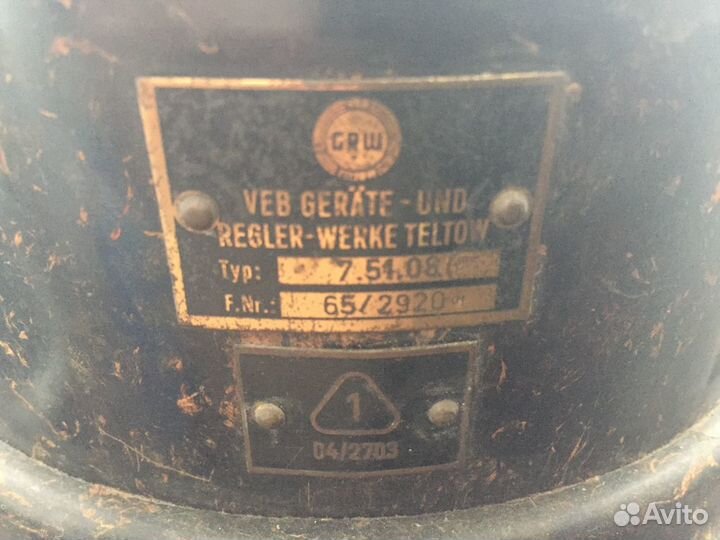 GRW
VEB GERÄTE-UND
REGLER-WERKE TELTOW
Typ: 7.51.08
F.Nr.: 65/2920
1
04/2703
Avito